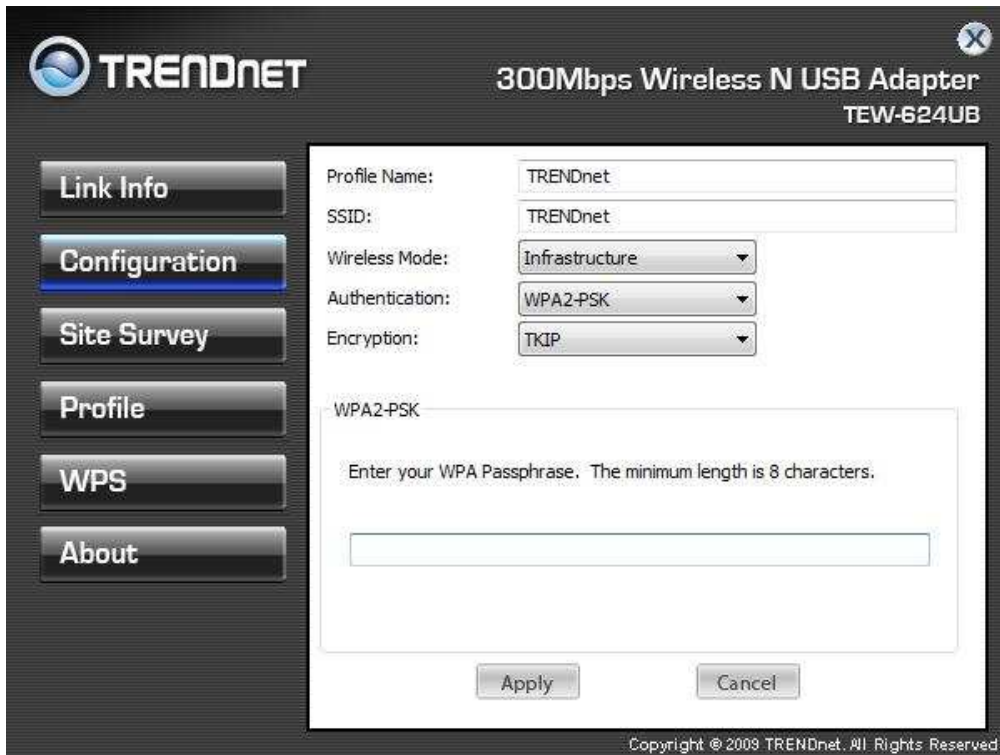 TRENDNET
300Mbps Wireless N USB Adapter
TEW-624UB
Link Info
Configuration
Site Survey
Profile
WPS
About
Profile Name: TRENDnet
SSID: TRENDnet
Wireless Mode: Infrastructure
Authentication: WPA2-PSK
Encryption: TKIP
WPA2-PSK
Enter your WPA Passphrase. The minimum length is 8 characters.
Apply Cancel
Copyright © 2009 TRENDnet. All Rights Reserved